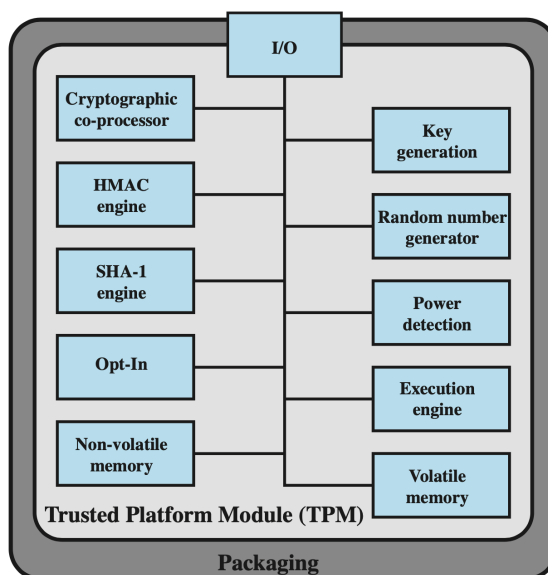 I/O
Cryptographic
co-processor
HMAC
engine
SHA-1
engine
Opt-In
Non-volatile
memory
Key
generation
Random number
generator
Power
detection
Execution
engine
Volatile
memory
Trusted Platform Module (TPM)
Packaging